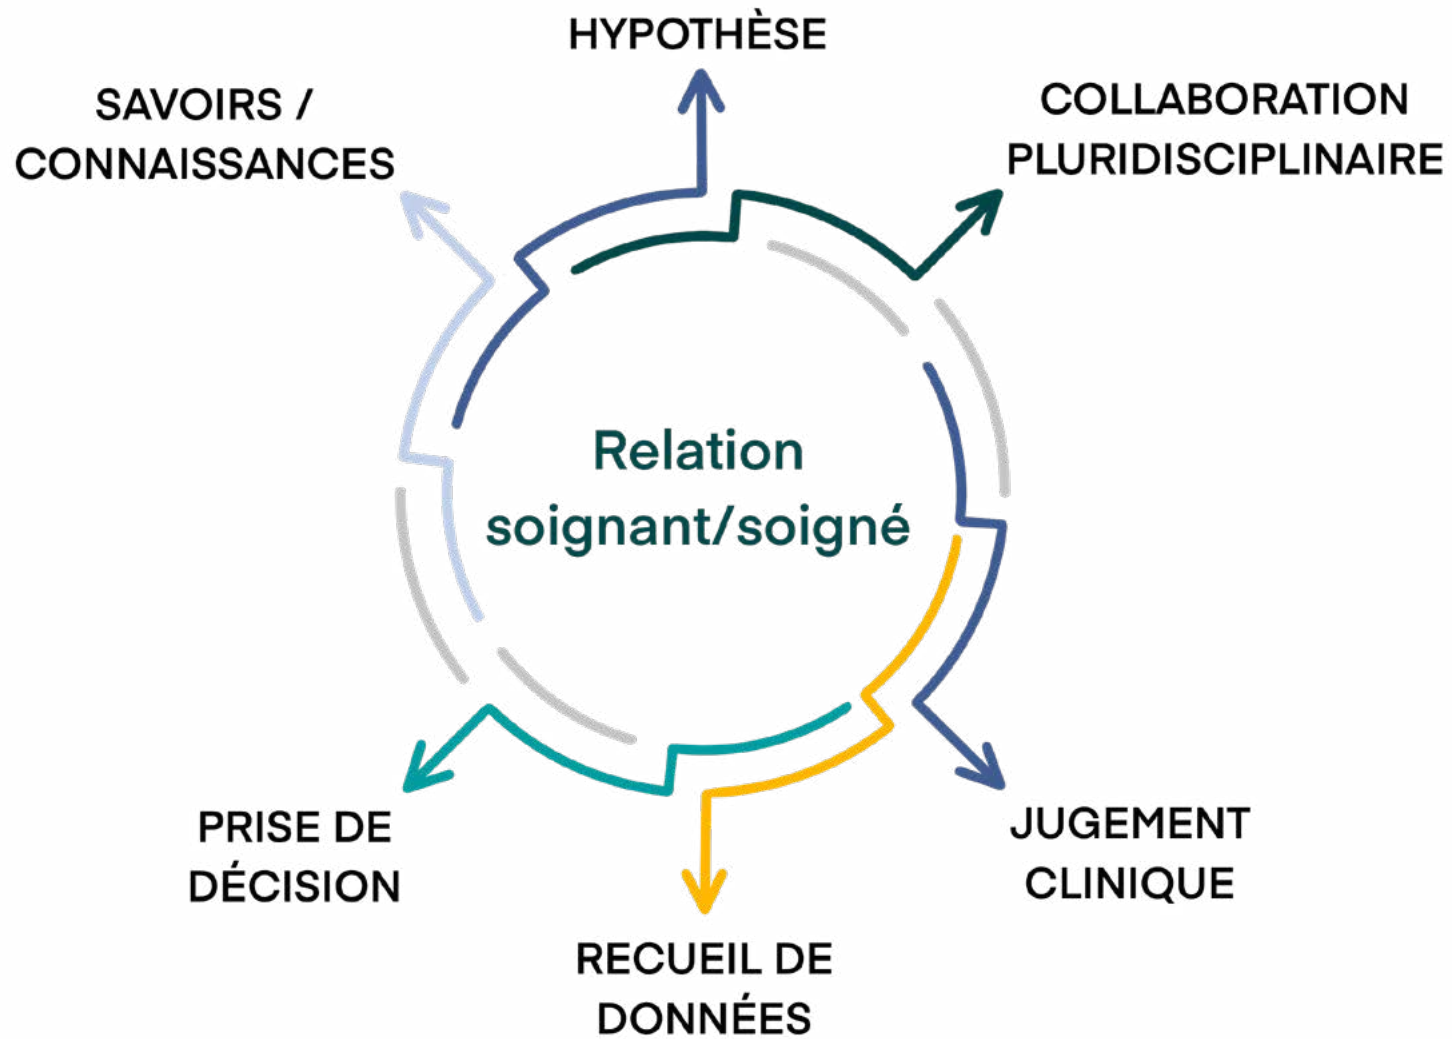 HYPOTHÈSE
SAVOIRS /
CONNAISSANCES
COLLABORATION
PLURIDISCIPLINAIRE
Relation
soignant/soigné
PRISE DE
DÉCISION
JUGEMENT
CLINIQUE
RECUEIL DE
DONNÉES